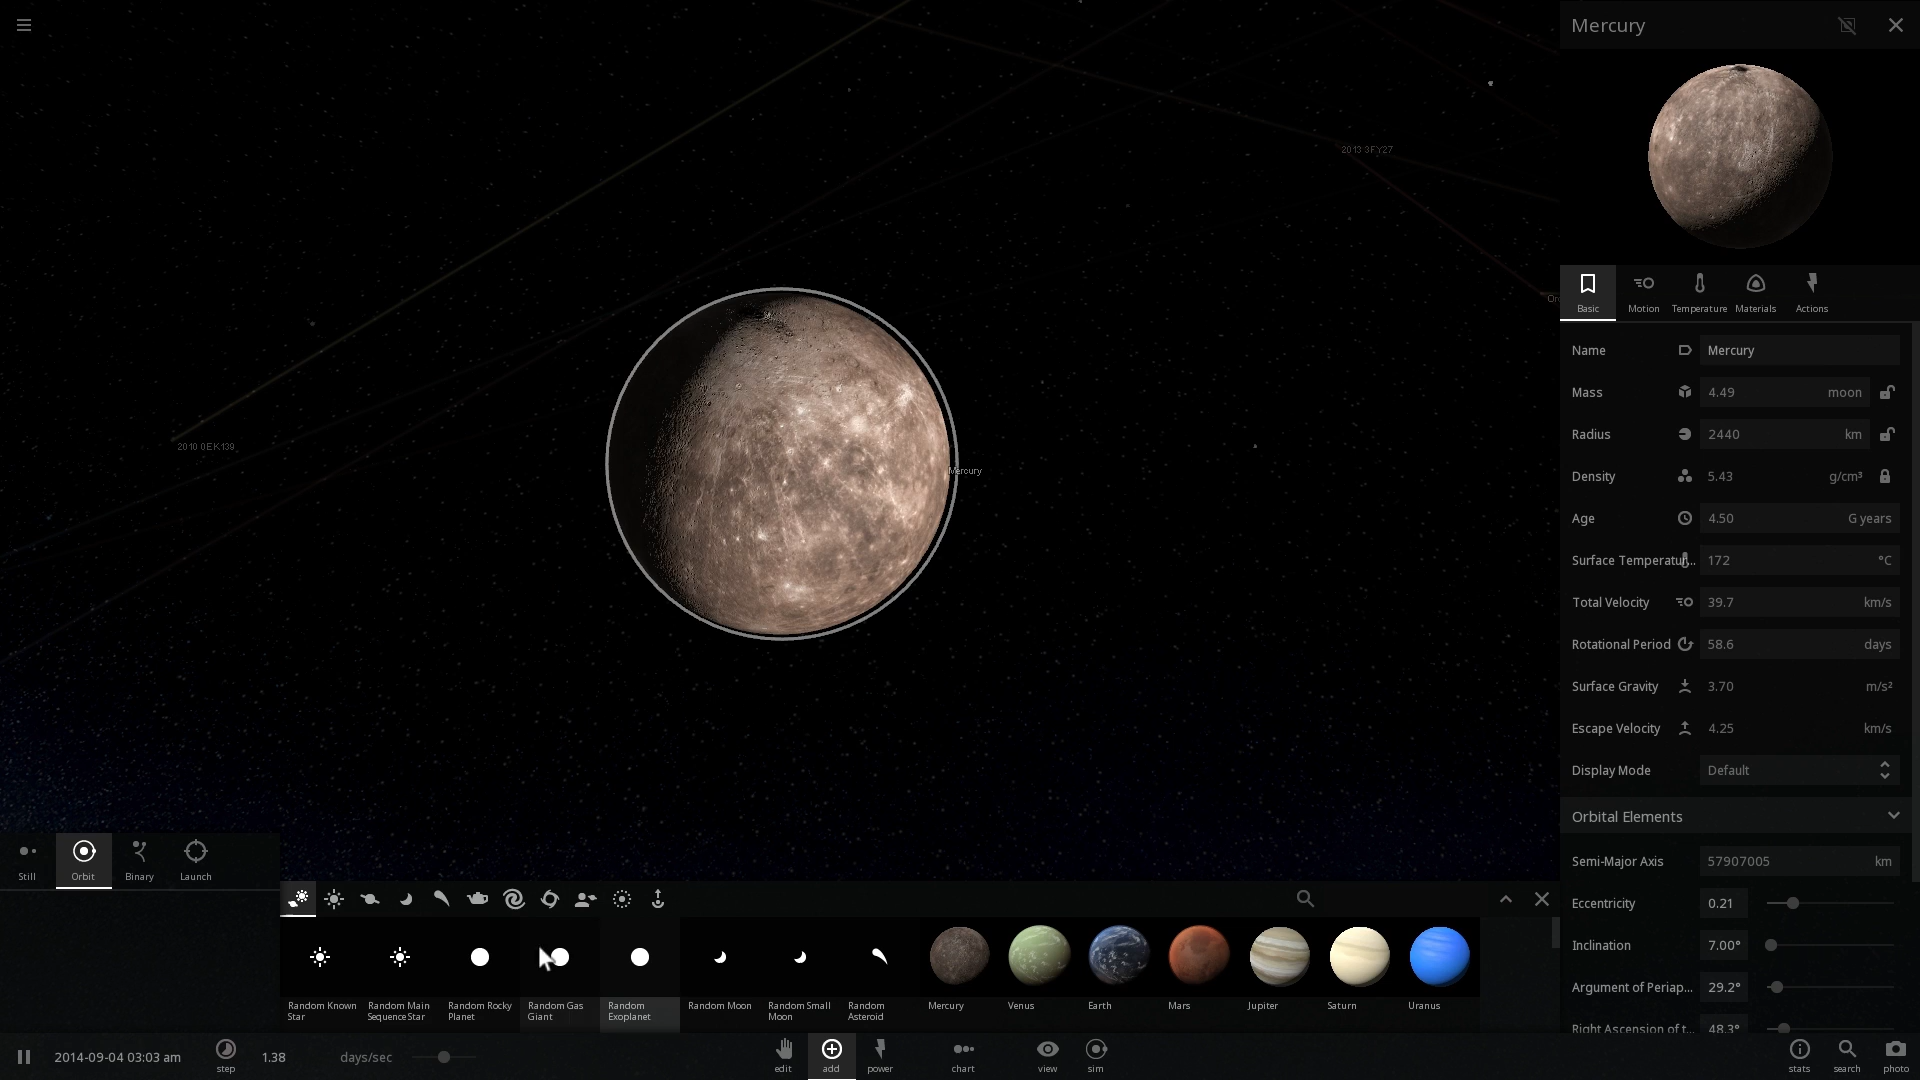 Mercury
2013 3FY27
2010 0EK139
Mercury
Basic
Motion
Temperature
Materials
Actions
Name
Mercury
Mass
4.49 moon
Radius
2440 km
Density
5.43 g/cm³
Age
4.50 G years
Surface Temperatur...
172 °C
Total Velocity
39.7 km/s
Rotational Period
58.6 days
Surface Gravity
3.70 m/s²
Escape Velocity
4.25 km/s
Display Mode
Default
Orbital Elements
Semi-Major Axis
57907005 km
Eccentricity
0.21
Inclination
7.00°
Argument of Periap...
29.2°
Right Ascension of t...
48.3°
Still
Orbit
Binary
Launch
Random Known
Star
Random Main
Sequence Star
Random Rocky
Planet
Random Gas
Giant
Random
Exoplanet
Random Moon
Random Small
Moon
Random
Asteroid
Mercury
Venus
Earth
Mars
Jupiter
Saturn
Uranus
2014-09-04 03:03 am
step
1.38
days/sec
edit
add
power
chart
view
sim
stats
search
photo